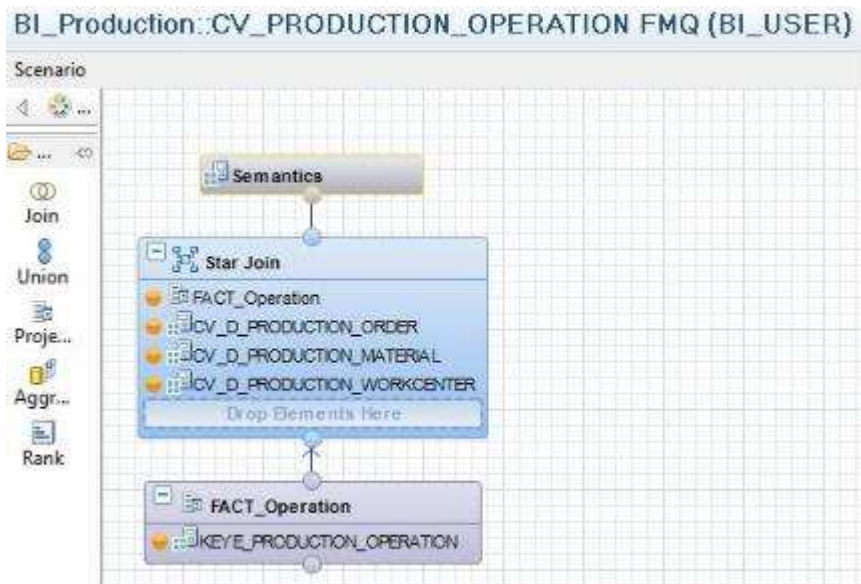 BI_Production::CV_PRODUCTION_OPERATION FMQ (BI_USER)
Scenario
...
...
Join
Union
Proje...
Aggr...
Rank
Semantics
Star Join
FACT_Operation
CV_D_PRODUCTION_ORDER
CV_D_PRODUCTION_MATERIAL
CV_D_PRODUCTION_WORKCENTER
Drop Elements Here
FACT_Operation
KEYE_PRODUCTION_OPERATION